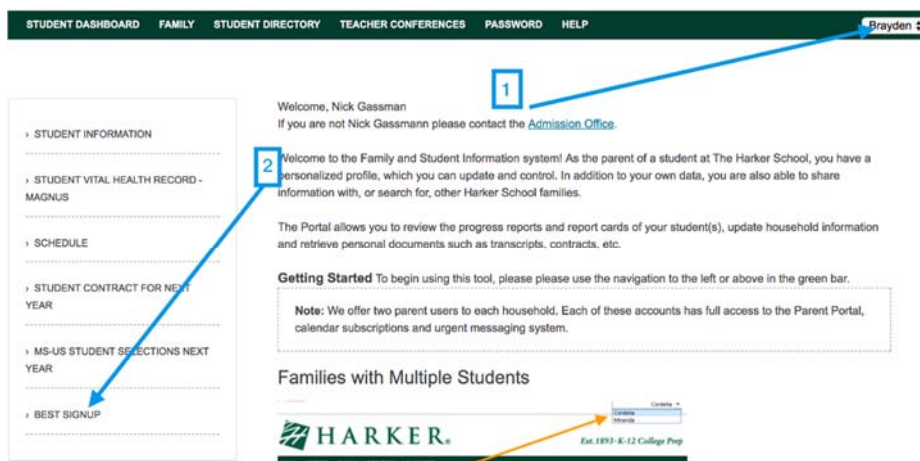 STUDENT DASHBOARD FAMILY STUDENT DIRECTORY TEACHER CONFERENCES PASSWORD HELP Brayden
1
Welcome, Nick Gassman
If you are not Nick Gassmann please contact the Admission Office.
› STUDENT INFORMATION
› STUDENT VITAL HEALTH RECORD -
MAGNUS
› SCHEDULE
› STUDENT CONTRACT FOR NEXT
YEAR
› MS-US STUDENT SELECTIONS NEXT
YEAR
› BEST SIGNUP
2
Welcome to the Family and Student Information system! As the parent of a student at The Harker School, you have a
personalized profile, which you can update and control. In addition to your own data, you are also able to share
information with, or search for, other Harker School families.
The Portal allows you to review the progress reports and report cards of your student(s), update household information
and retrieve personal documents such as transcripts, contracts, etc.
Getting Started To begin using this tool, please please use the navigation to the left or above in the green bar.
Note: We offer two parent users to each household. Each of these accounts has full access to the Parent Portal,
calendar subscriptions and urgent messaging system.
Families with Multiple Students
Cordelia
Cordelia
Miranda
HARKER®
Est. 1893 · K-12 College Prep